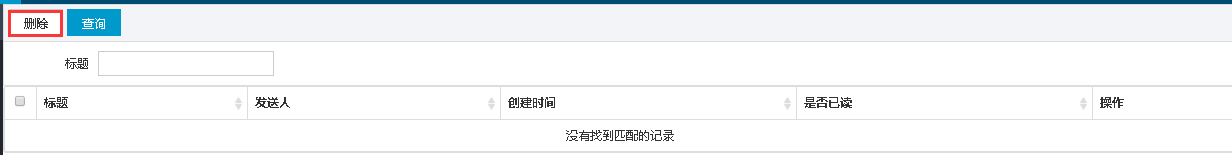 删除 查询
标题
标题 发送人 创建时间 是否已读 操作
没有找到匹配的记录